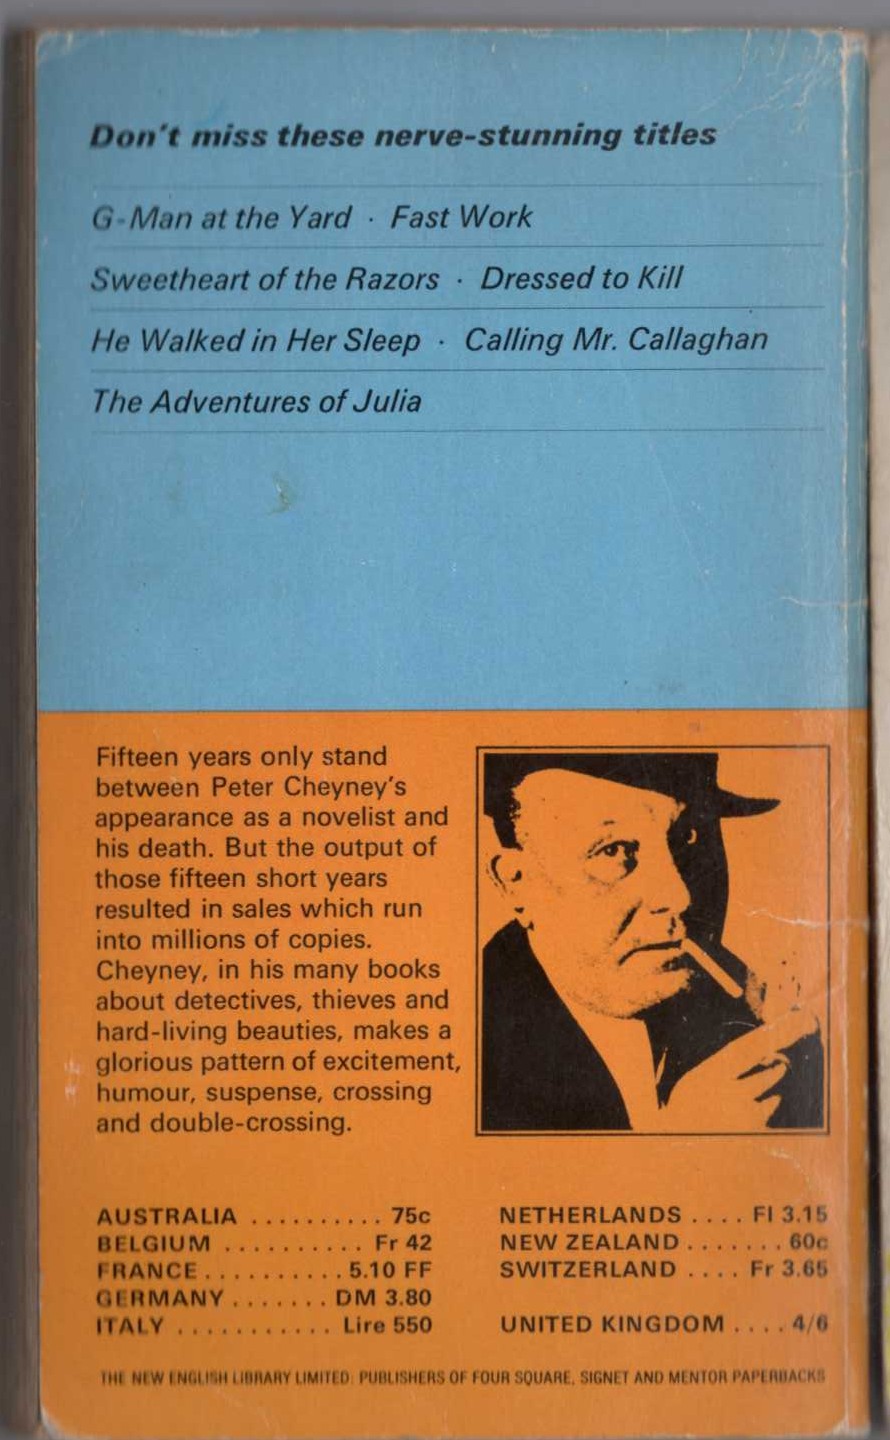 Don't miss these nerve-stunning titles
G-Man at the Yard · Fast Work
Sweetheart of the Razors · Dressed to Kill
He Walked in Her Sleep · Calling Mr. Callaghan
The Adventures of Julia
Fifteen years only stand
between Peter Cheyney's
appearance as a novelist and
his death. But the output of
those fifteen short years
resulted in sales which run
into millions of copies.
Cheyney, in his many books
about detectives, thieves and
hard-living beauties, makes a
glorious pattern of excitement,
humour, suspense, crossing
and double-crossing.
AUSTRALIA .......... 75c
BELGIUM .......... Fr 42
FRANCE .......... 5.10 FF
GERMANY ....... DM 3.80
ITALY ........... Lire 550
NETHERLANDS .... Fl 3.15
NEW ZEALAND ....... 60c
SWITZERLAND .... Fr 3.65
UNITED KINGDOM .... 4/6
THE NEW ENGLISH LIBRARY LIMITED: PUBLISHERS OF FOUR SQUARE, SIGNET AND MENTOR PAPERBACKS